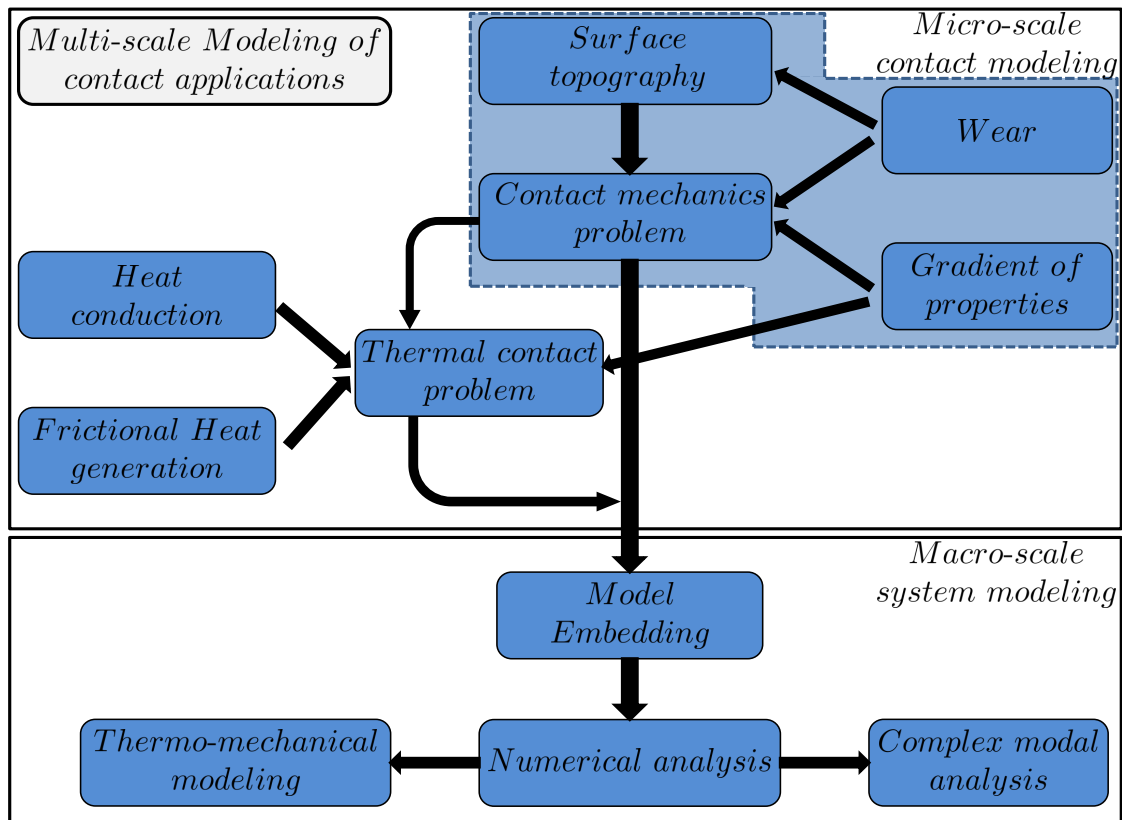 Multi-scale Modeling of
contact applications
Surface
topography
Micro-scale
contact modeling
Wear
Contact mechanics
problem
Heat
conduction
Gradient of
properties
Thermal contact
problem
Frictional Heat
generation
Macro-scale
system modeling
Model
Embedding
Thermo-mechanical
modeling
Numerical analysis
Complex modal
analysis